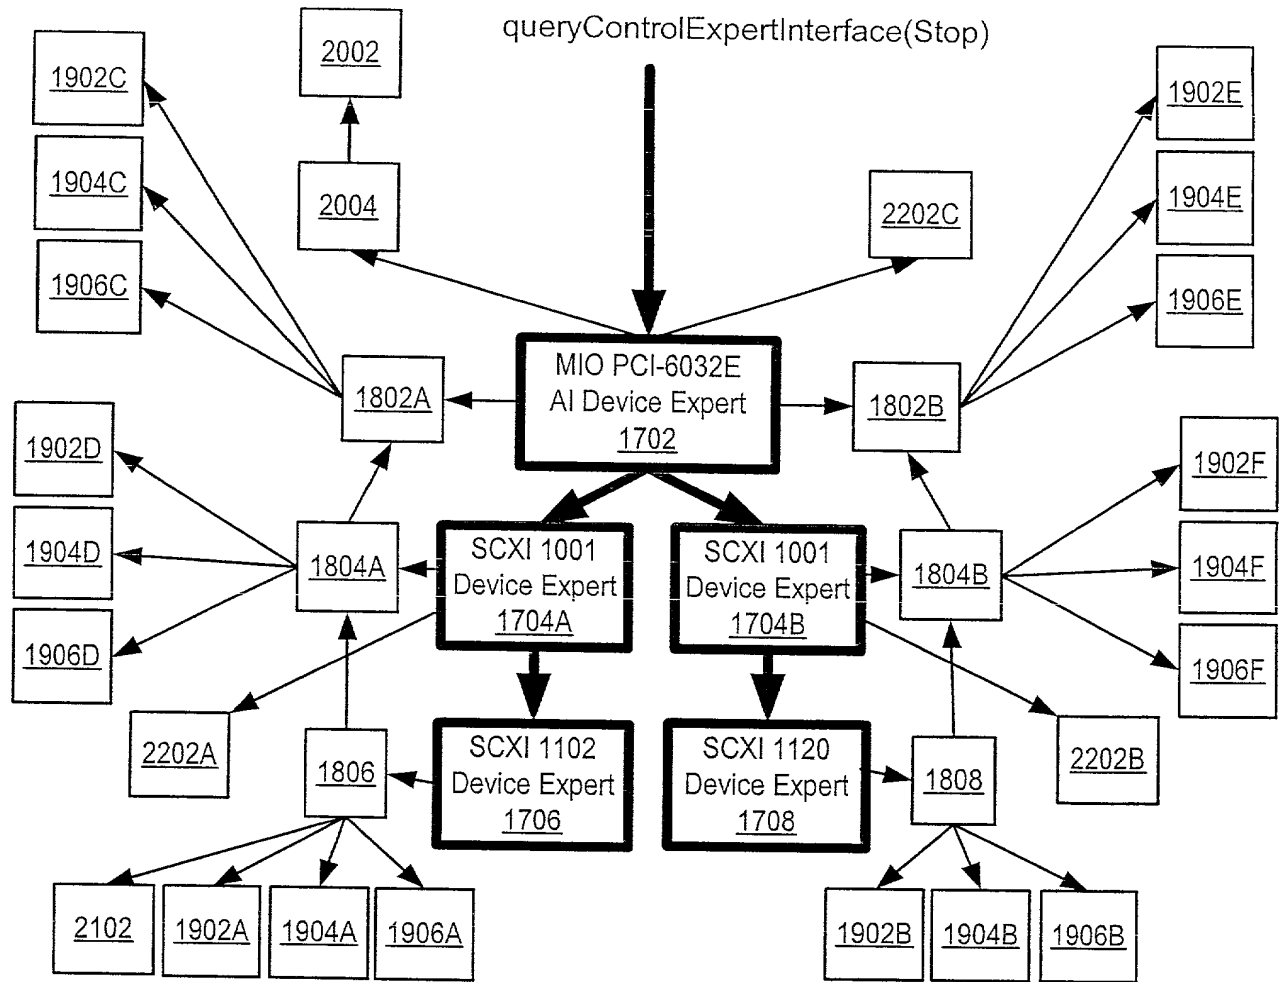 queryControlExpertInterface(Stop)
2002
1902C
1902E
1904C
2004
2202C
1904E
1906C
1906E
MIO PCI-6032E
AI Device Expert
1702
1802A
1802B
1902D
1902F
1904D
1804A
SCXI 1001
Device Expert
1704A
SCXI 1001
Device Expert
1704B
1804B
1904F
1906D
1906F
2202A
1806
SCXI 1102
Device Expert
1706
SCXI 1120
Device Expert
1708
1808
2202B
2102
1902A
1904A
1906A
1902B
1904B
1906B